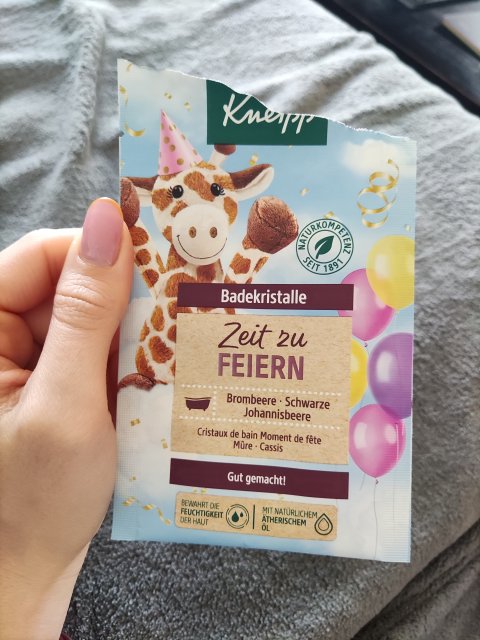 Kneipp
NATURKOMPETENZ
SEIT 1891
Badekristalle
Zeit zu
FEIERN
Brombeere · Schwarze
Johannisbeere
Cristaux de bain Moment de fête
Mûre · Cassis
Gut gemacht!
BEWAHRT DIE
FEUCHTIGKEIT
DER HAUT
MIT NATÜRLICHEM
ÄTHERISCHEM
ÖL